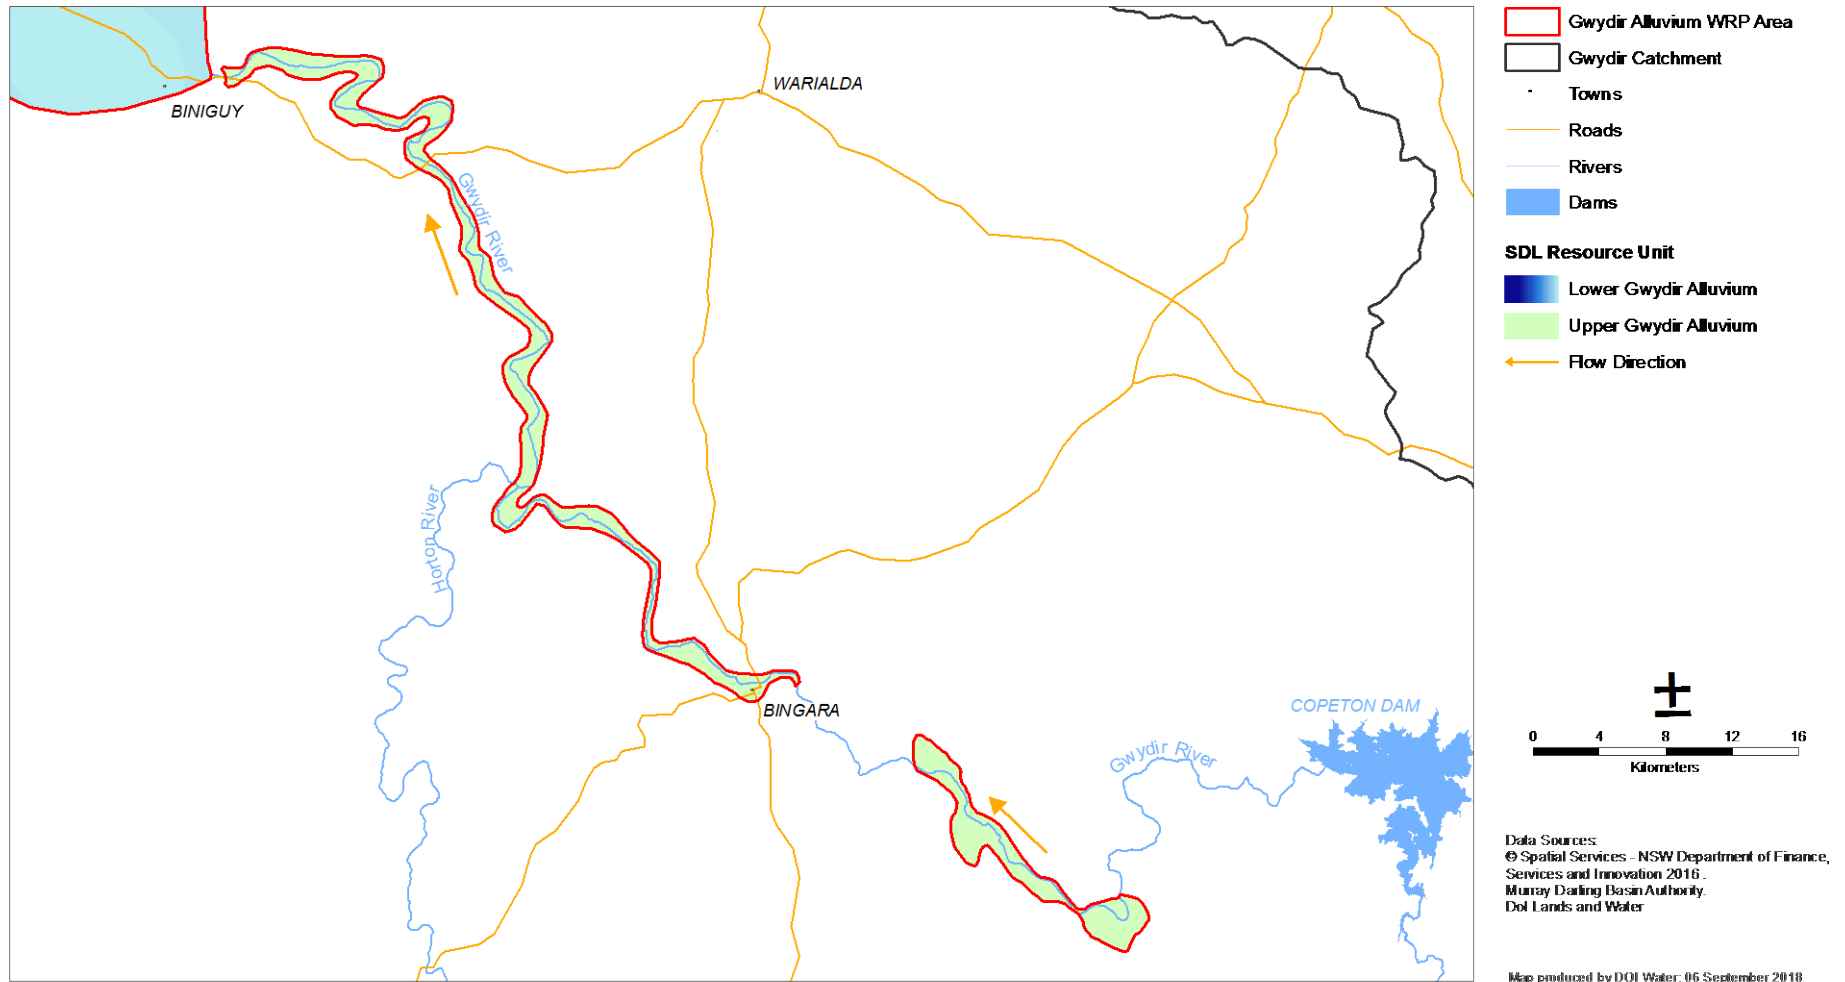 WARIALDA
BINIGUY
Gwydir River
Horton River
BINGARA
COPETON DAM
Gwydir River
Gwydir Alluvium WRP Area
Gwydir Catchment
Towns
Roads
Rivers
Dams
SDL Resource Unit
Lower Gwydir Alluvium
Upper Gwydir Alluvium
Flow Direction
0 4 8 12 16
Kilometers
Data Sources:
© Spatial Services - NSW Department of Finance,
Services and Innovation 2016 .
Murray Darling Basin Authority.
DoI Lands and Water
Map produced by DOI Water: 06 September 2018